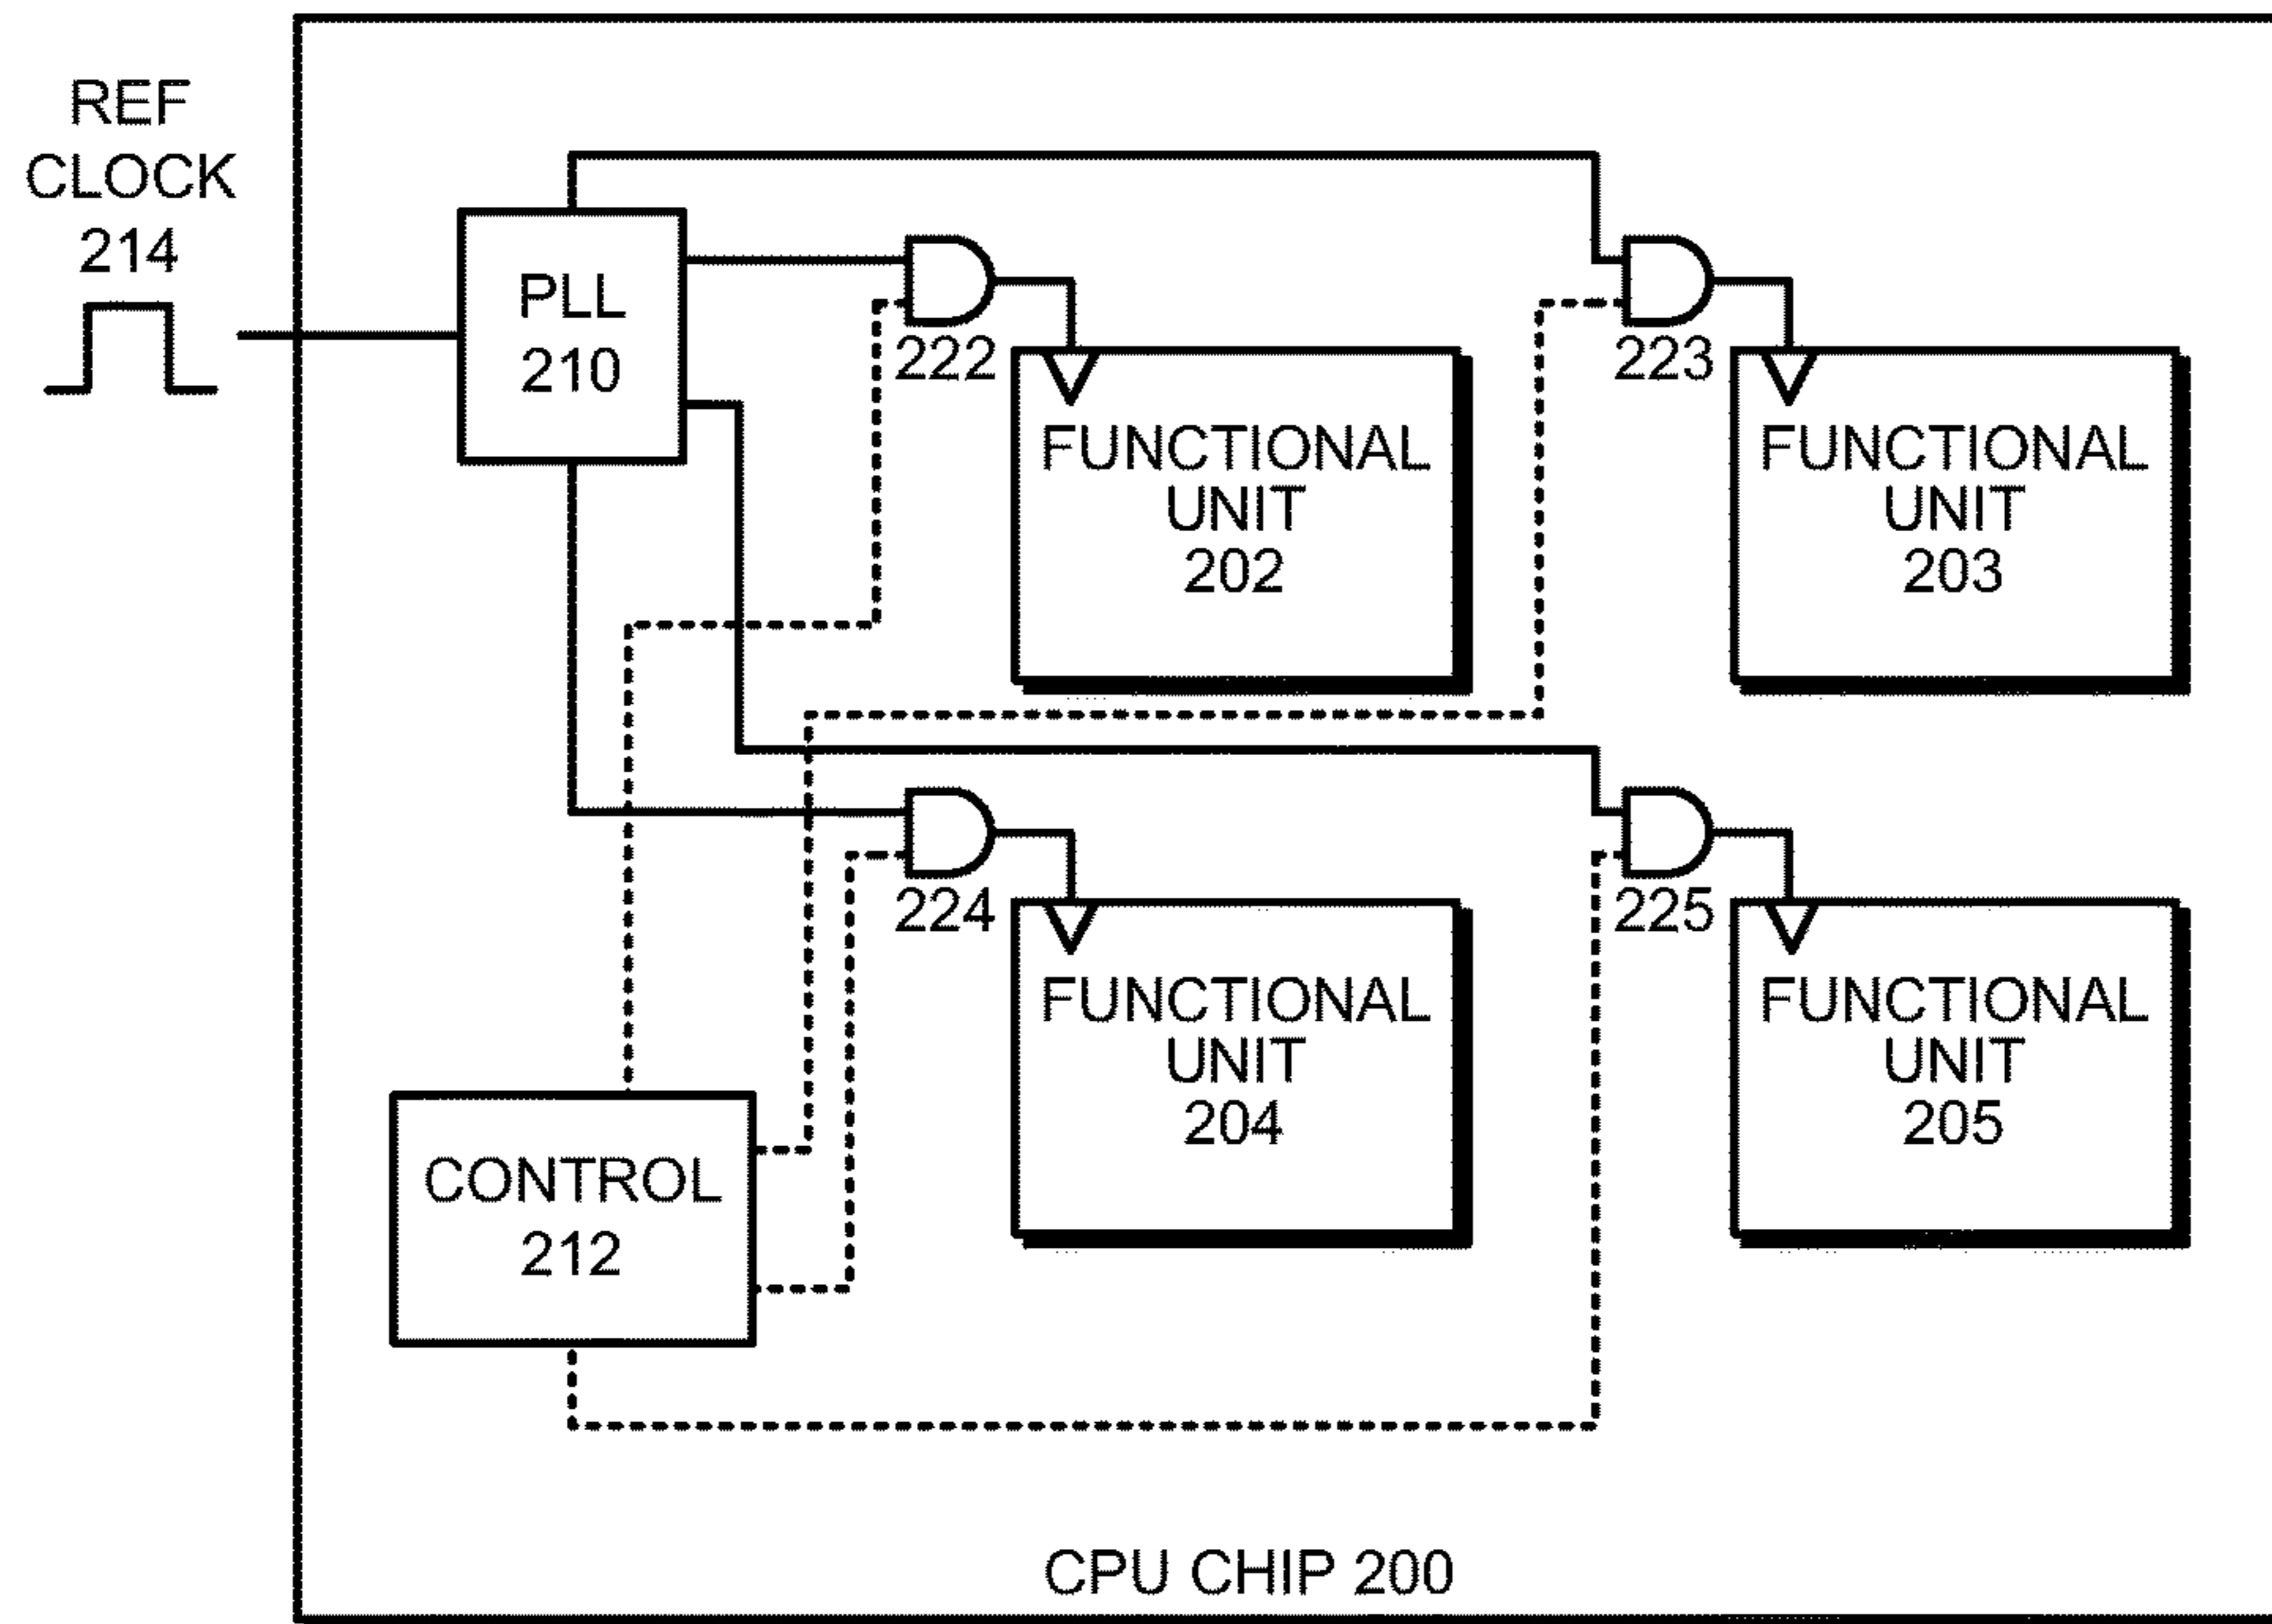 REF
CLOCK
214
PLL
210
222
223
FUNCTIONAL
UNIT
202
FUNCTIONAL
UNIT
203
224
225
FUNCTIONAL
UNIT
204
FUNCTIONAL
UNIT
205
CONTROL
212
CPU CHIP 200